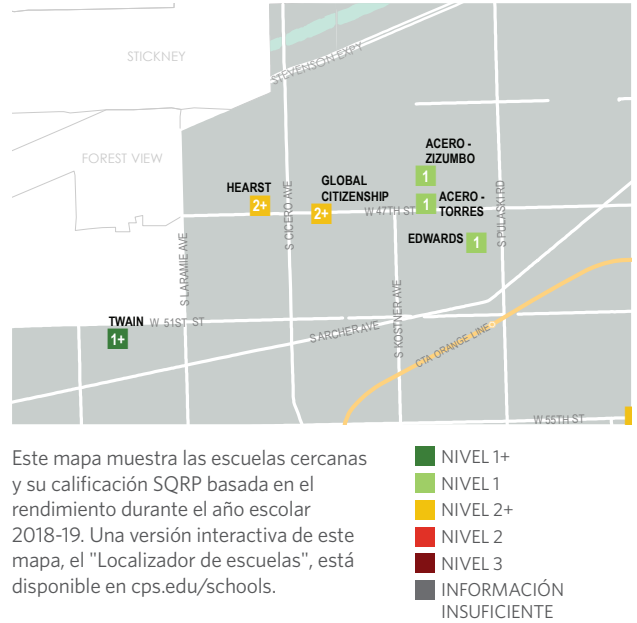 STICKNEY
STEVENSON EXPY
FOREST VIEW
ACERO -
ZIZUMBO
1
HEARST
2+
GLOBAL
CITIZENSHIP
2+
W 47TH ST
1
ACERO -
TORRES
EDWARDS
1
S LARAMIE AVE
S CICERO AVE
S PULASKI RD
S KOSTNER AVE
TWAIN
1+
W 51ST ST
S ARCHER AVE
CTA ORANGE LINE
W 55TH ST
Este mapa muestra las escuelas cercanas
y su calificación SQRP basada en el
rendimiento durante el año escolar
2018-19. Una versión interactiva de este
mapa, el "Localizador de escuelas", está
disponible en cps.edu/schools.
NIVEL 1+
NIVEL 1
NIVEL 2+
NIVEL 2
NIVEL 3
INFORMACIÓN
INSUFICIENTE